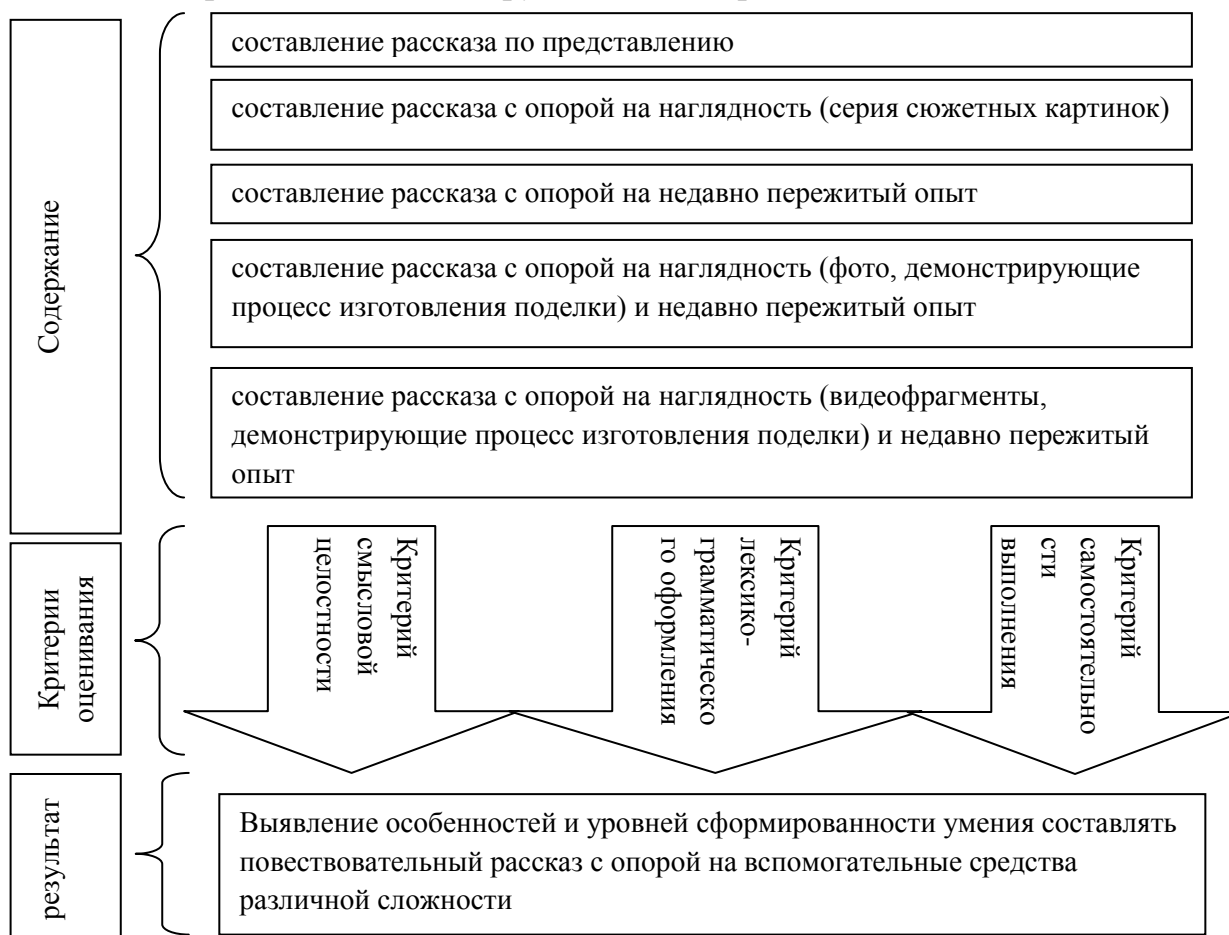 составление рассказа по представлению
составление рассказа с опорой на наглядность (серия сюжетных картинок)
составление рассказа с опорой на недавно пережитый опыт
составление рассказа с опорой на наглядность (фото, демонстрирующие
процесс изготовления поделки) и недавно пережитый опыт
составление рассказа с опорой на наглядность (видеофрагменты,
демонстрирующие процесс изготовления поделки) и недавно пережитый
опыт
Содержание
Критерии
оценивания
Критерий
смысловой
целостности
Критерий
лексико-
грамматическо
го оформления
Критерий
самостоятельно
сти
выполнения
результат
Выявление особенностей и уровней сформированности умения составлять
повествовательный рассказ с опорой на вспомогательные средства
различной сложности